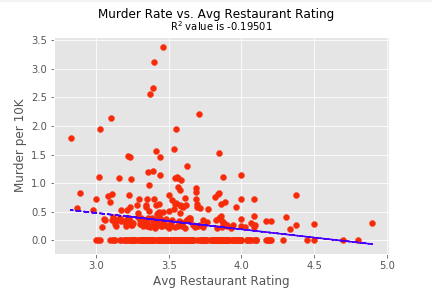 Murder Rate vs. Avg Restaurant Rating
R² value is -0.19501
3.5
3.0
2.5
2.0
1.5
1.0
0.5
0.0
Murder per 10K
3.0 3.5 4.0 4.5 5.0
Avg Restaurant Rating